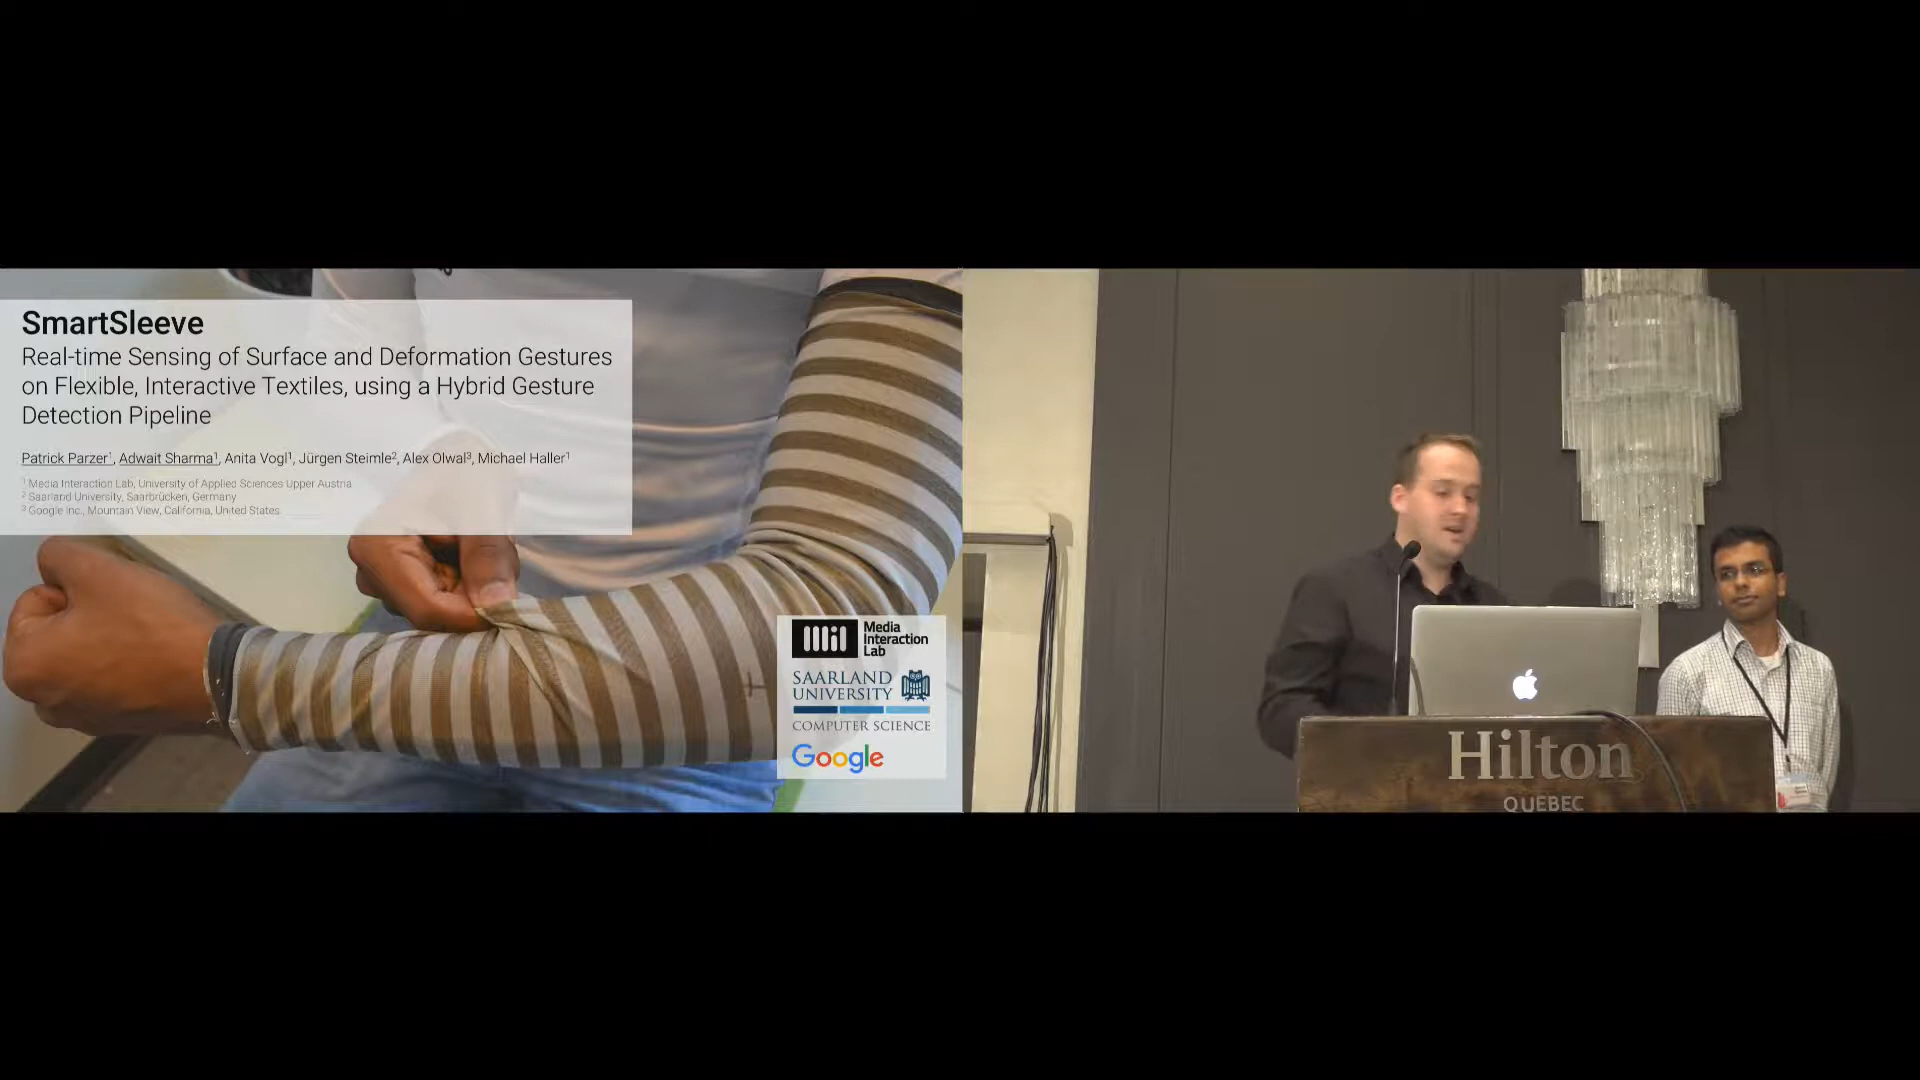 SmartSleeve
Real-time Sensing of Surface and Deformation Gestures
on Flexible, Interactive Textiles, using a Hybrid Gesture
Detection Pipeline
Patrick Parzer¹, Adwait Sharma¹, Anita Vogl¹, Jürgen Steimle², Alex Olwal³, Michael Haller¹
¹ Media Interaction Lab, University of Applied Sciences Upper Austria
² Saarland University, Saarbrücken, Germany
³ Google Inc., Mountain View, California, United States
Media
Interaction
Lab
SAARLAND
UNIVERSITY
COMPUTER SCIENCE
Google
Hilton
QUÉBEC